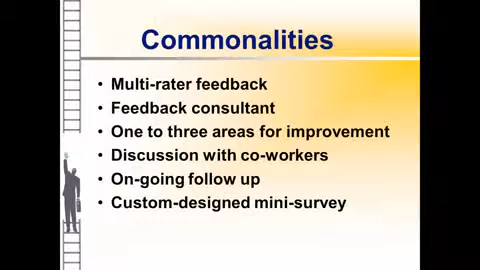 Commonalities
• Multi-rater feedback
• Feedback consultant
• One to three areas for improvement
• Discussion with co-workers
• On-going follow up
• Custom-designed mini-survey